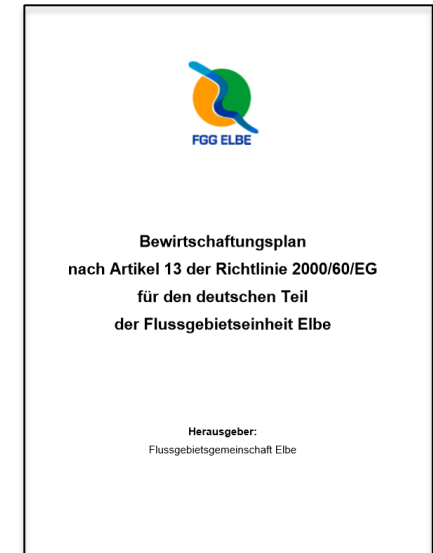 FGG ELBE
Bewirtschaftungsplan
nach Artikel 13 der Richtlinie 2000/60/EG
für den deutschen Teil
der Flussgebietseinheit Elbe
Herausgeber:
Flussgebietsgemeinschaft Elbe